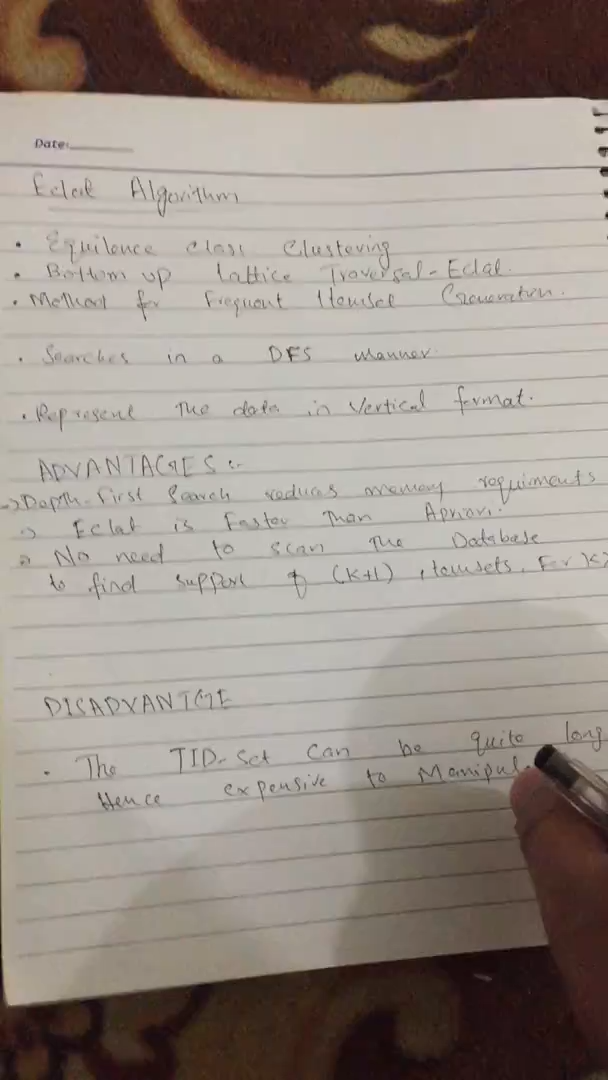 Date:
Eclat Algorithm
• Equilence class Clustering
• Bottom up lattice Traversal-Eclat.
• Method for frequent Itemset Generation.
• Searches in a DFS manner.
• Represent The data in Vertical format.
ADVANTAGES :-
→ Depth-First Search reduces memory requiments
→ Eclat is Faster Than Apriori.
→ No need to scan The Database
to find support of (K+1) itemsets. For K>
DISADVANTGE
• The TID-Set can be quite long
Hence expensive to Manipul